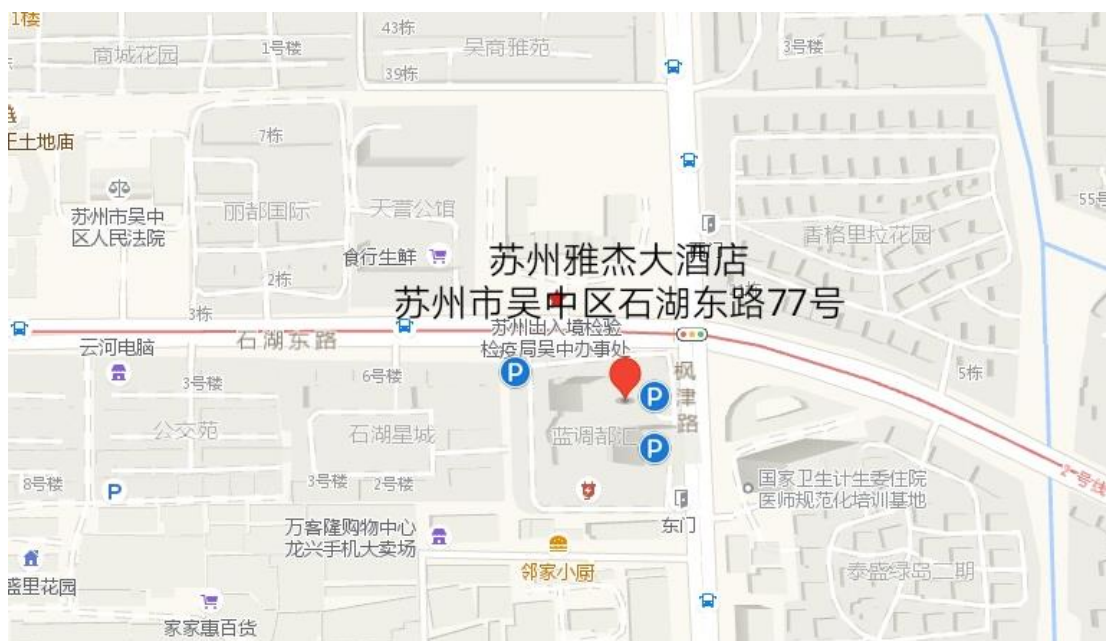 1楼
43栋
吴商雅苑
3号楼
商城花园
1号楼
39栋
王土地庙
7栋
55号
苏州市吴中
区人民法院
丽都国际
天萱公馆
香格里拉花园
食行生鲜
苏州雅杰大酒店
2栋
苏州市吴中区石湖东路77号
3栋
石湖东路
苏州出入境检验
检疫局吴中办事处
云河电脑
3号楼
6号楼
P
枫津路
5栋
P
公交苑
石湖星城
蓝调都汇
P
2号线
8号楼
P
3号楼
2号楼
国家卫生计生委住院
医师规范化培训基地
万客隆购物中心
龙兴手机大卖场
东门
邻家小厨
泰盛绿岛二期
盛里花园
家家惠百货